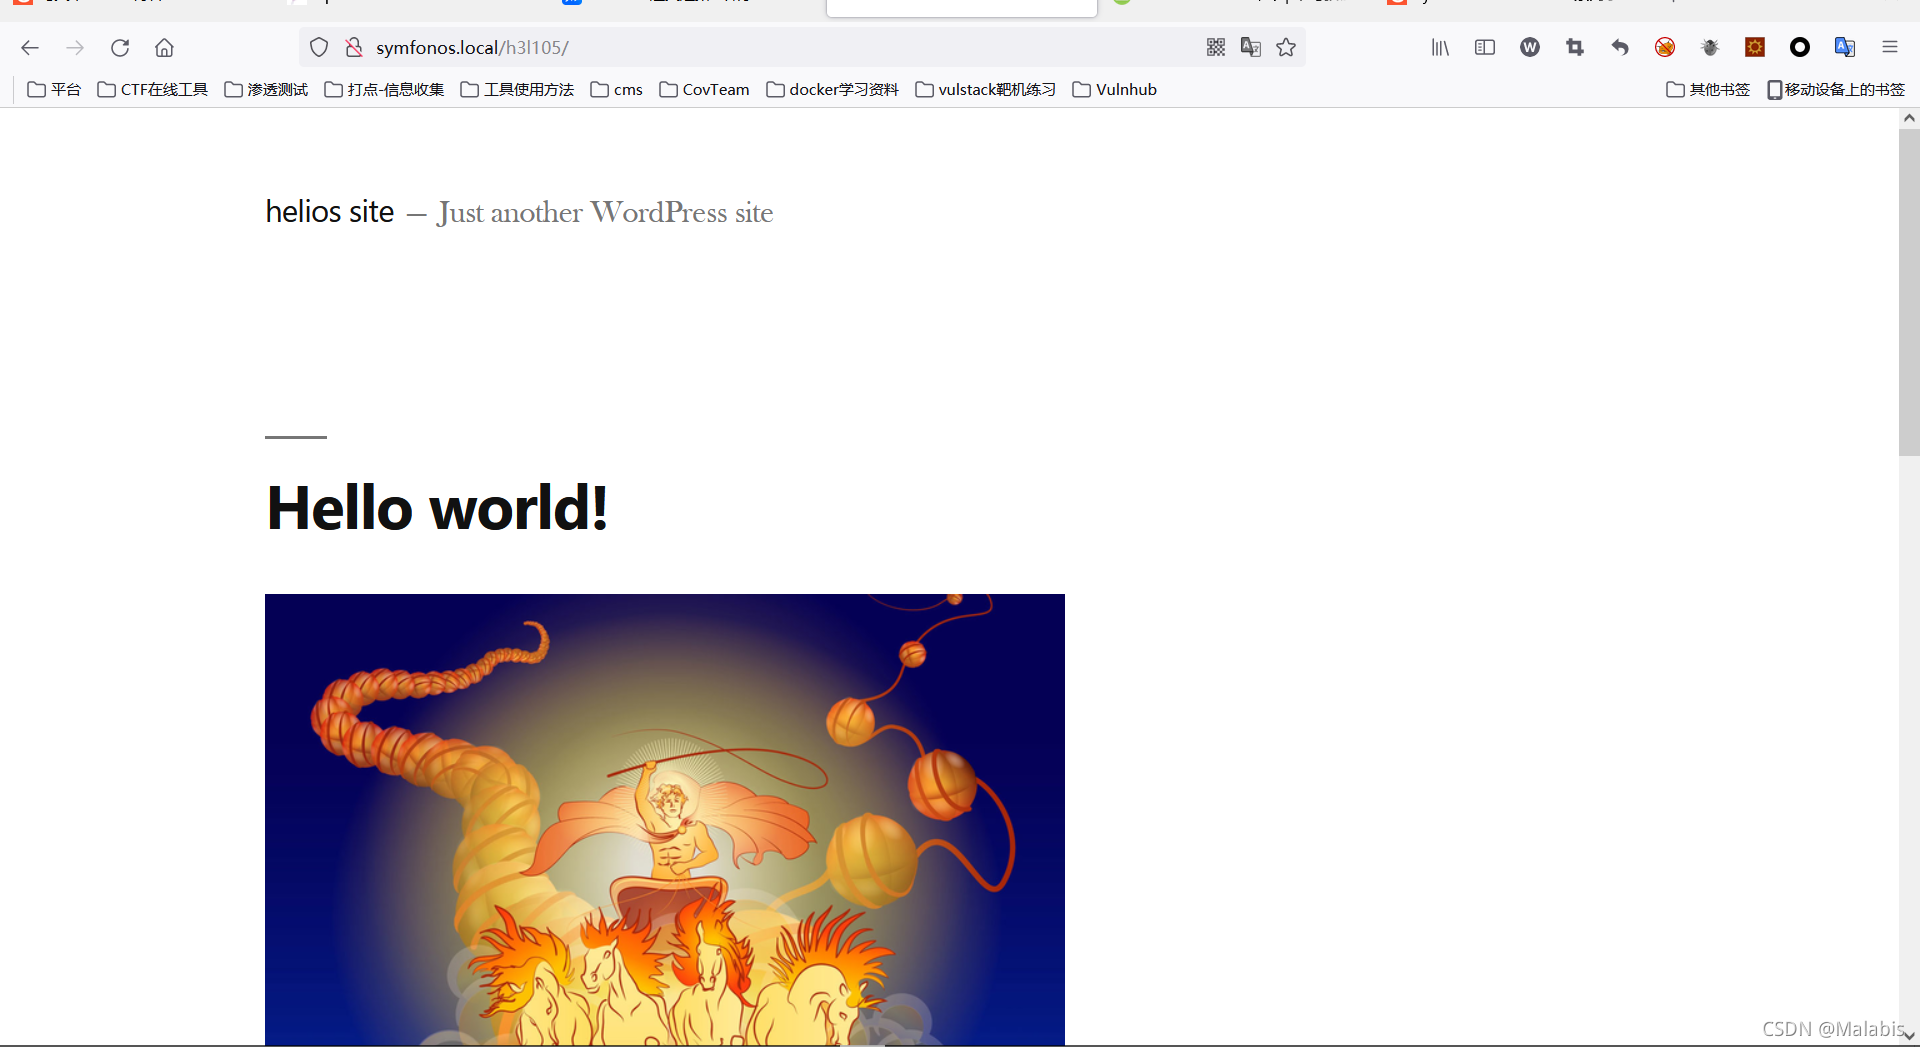 symfonos.local/h3l105/
平台 CTF在线工具 渗透测试 打点-信息收集 工具使用方法 cms CovTeam docker学习资料 vulstack靶机练习 Vulnhub 其他书签 移动设备上的书签
helios site — Just another WordPress site
Hello world!
CSDN @Malabis